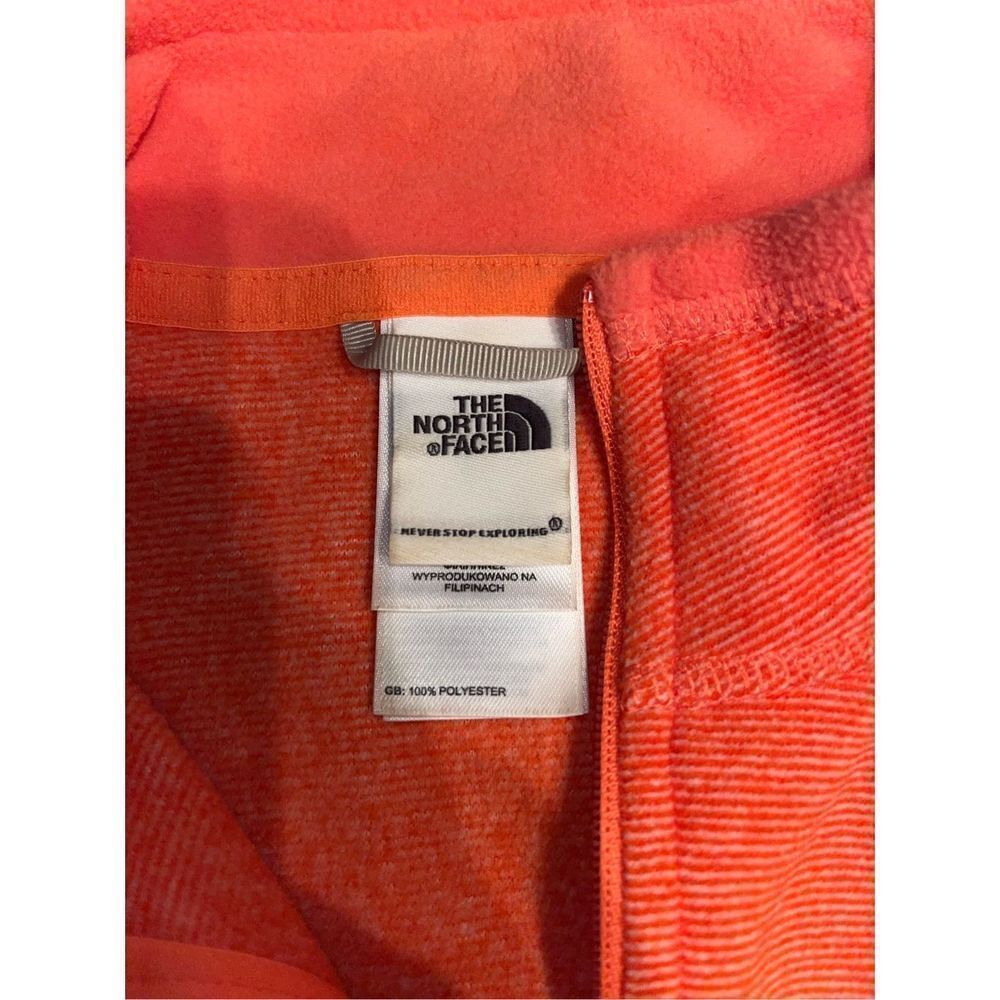 THE
NORTH
®FACE
NEVER STOP EXPLORING®
WYPRODUKOWANO NA
FILIPINACH
GB: 100% POLYESTER